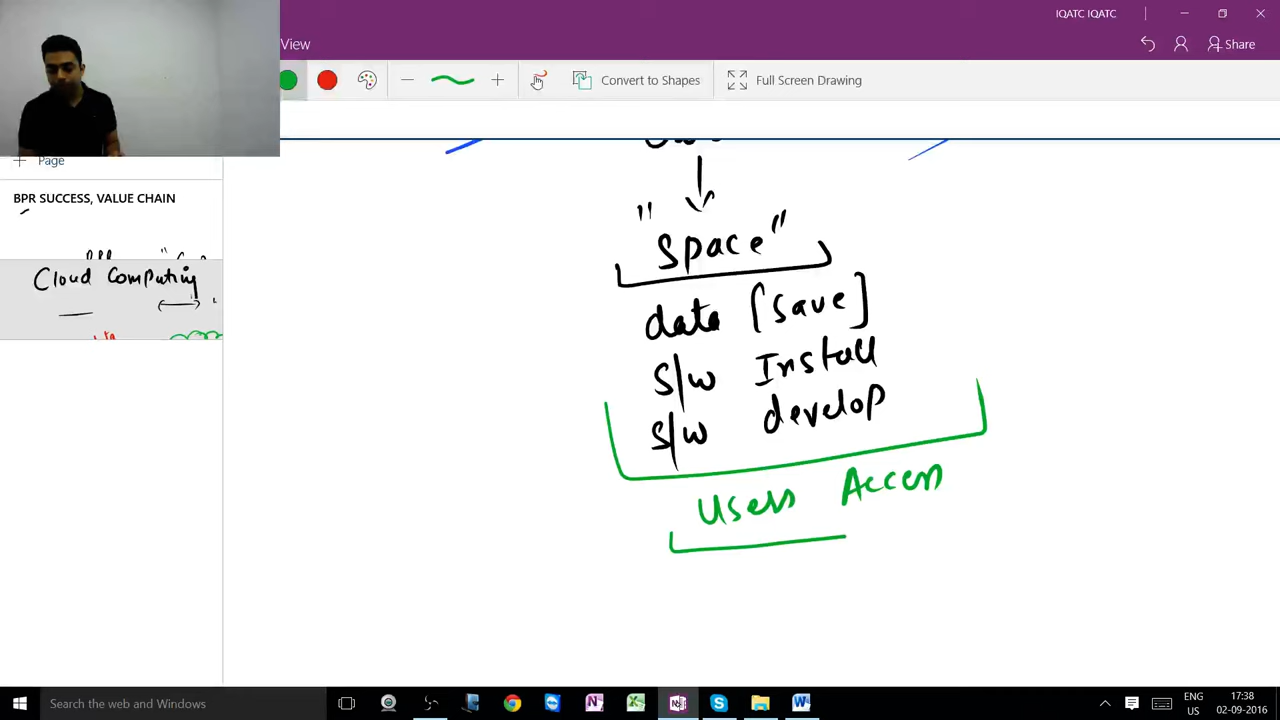 IQATC IQATC
View
Share
Convert to Shapes
Full Screen Drawing
+ Page
BPR SUCCESS, VALUE CHAIN
Cloud Computing
"Space"
data [Save]
S/w Install
S/w develop
Users Access
Search the web and Windows
ENG
US
17:38
02-09-2016